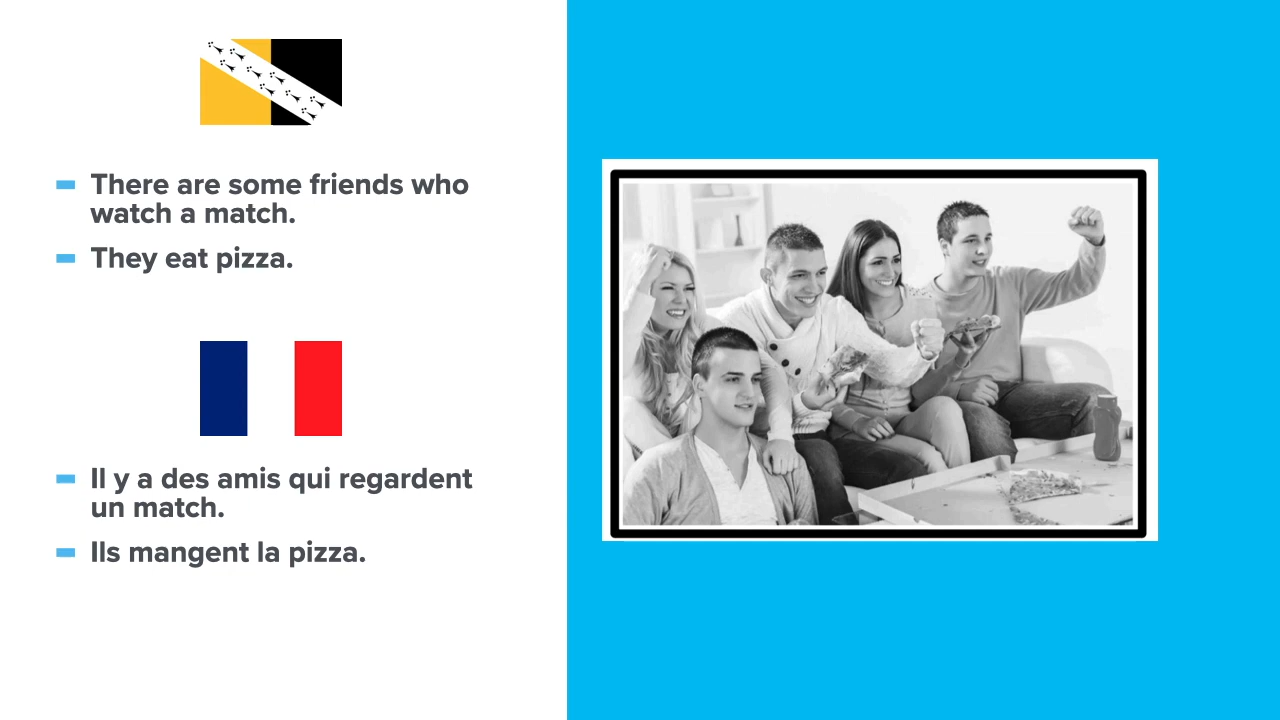 There are some friends who
watch a match.
They eat pizza.
Il y a des amis qui regardent
un match.
Ils mangent la pizza.